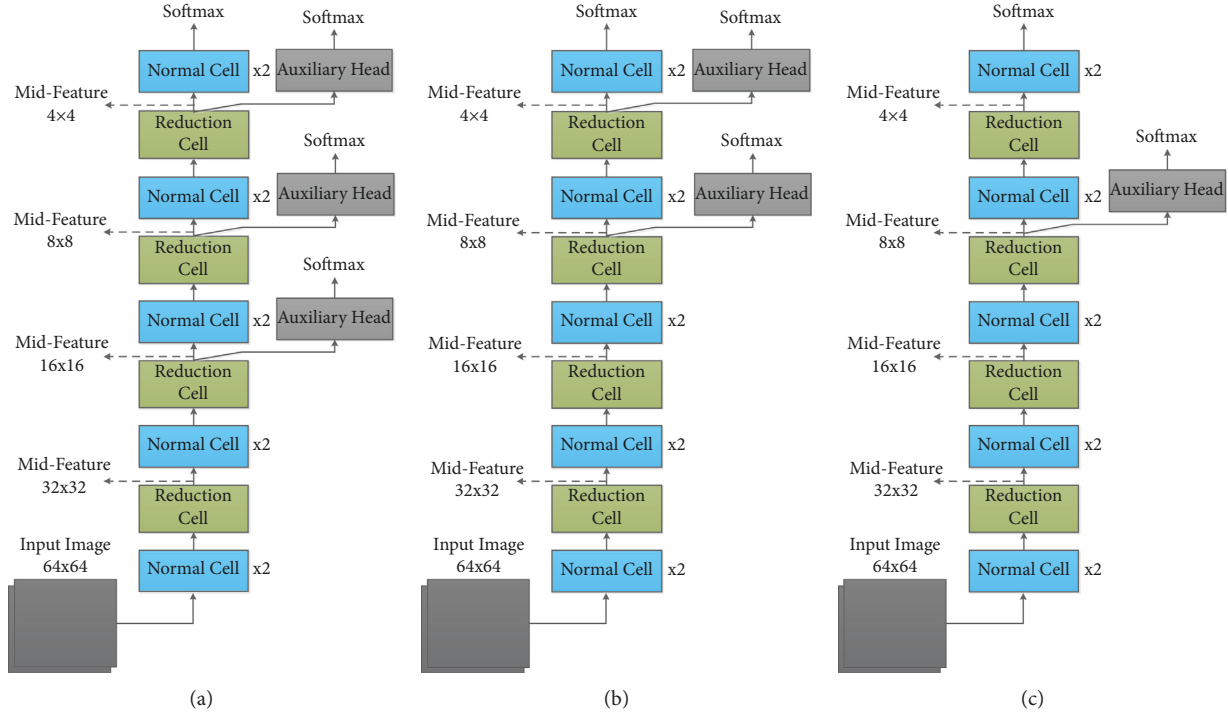 Softmax
Softmax
Normal Cell
x2
Auxiliary Head
Mid-Feature
4×4
Reduction
Cell
Softmax
Normal Cell
x2
Auxiliary Head
Mid-Feature
8x8
Reduction
Cell
Softmax
Normal Cell
x2
Auxiliary Head
Mid-Feature
16x16
Reduction
Cell
Normal Cell
x2
Mid-Feature
32x32
Reduction
Cell
Input Image
64x64
Normal Cell
x2
(a)
Softmax
Softmax
Normal Cell
x2
Auxiliary Head
Mid-Feature
4×4
Reduction
Cell
Softmax
Normal Cell
x2
Auxiliary Head
Mid-Feature
8x8
Reduction
Cell
Normal Cell
x2
Mid-Feature
16x16
Reduction
Cell
Normal Cell
x2
Mid-Feature
32x32
Reduction
Cell
Input Image
64x64
Normal Cell
x2
(b)
Softmax
Normal Cell
x2
Mid-Feature
4×4
Reduction
Cell
Softmax
Normal Cell
x2
Auxiliary Head
Mid-Feature
8x8
Reduction
Cell
Normal Cell
x2
Mid-Feature
16x16
Reduction
Cell
Normal Cell
x2
Mid-Feature
32x32
Reduction
Cell
Input Image
64x64
Normal Cell
x2
(c)